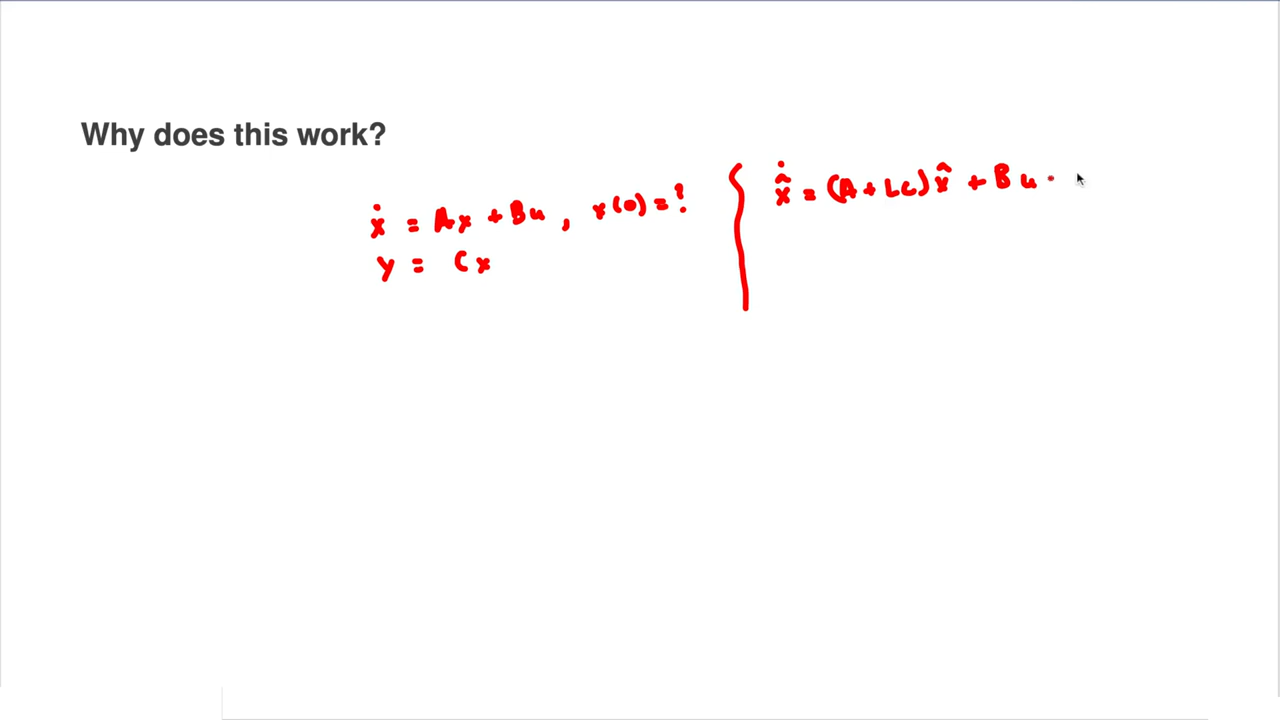 Why does this work?
ẋ = Ax + Bu , x(0) = ?
y = Cx
x̂̇ = (A + LC) x̂ + Bu -